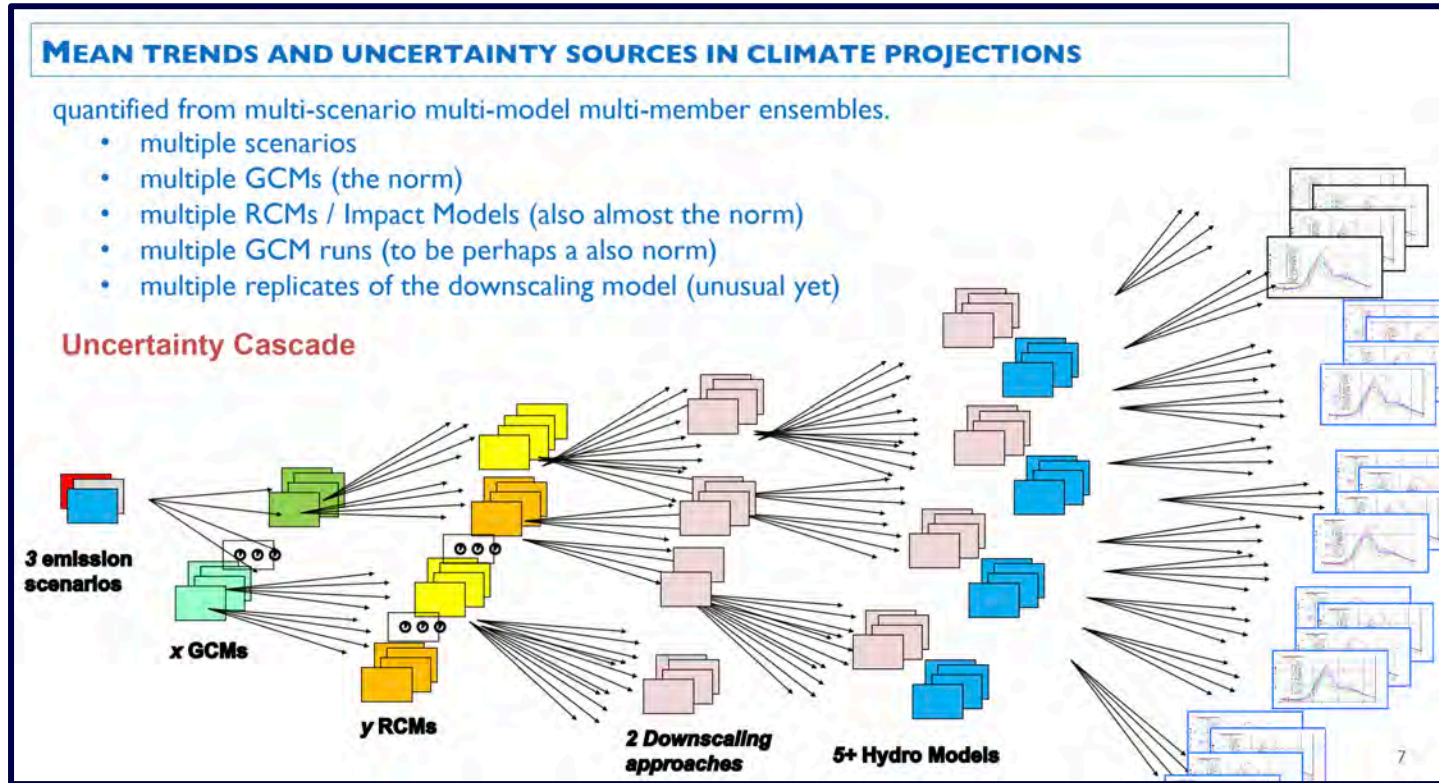 MEAN TRENDS AND UNCERTAINTY SOURCES IN CLIMATE PROJECTIONS
quantified from multi-scenario multi-model multi-member ensembles.
• multiple scenarios
• multiple GCMs (the norm)
• multiple RCMs / Impact Models (also almost the norm)
• multiple GCM runs (to be perhaps a also norm)
• multiple replicates of the downscaling model (unusual yet)
Uncertainty Cascade
3 emission
scenarios
x GCMs
y RCMs
2 Downscaling
approaches
5+ Hydro Models
7